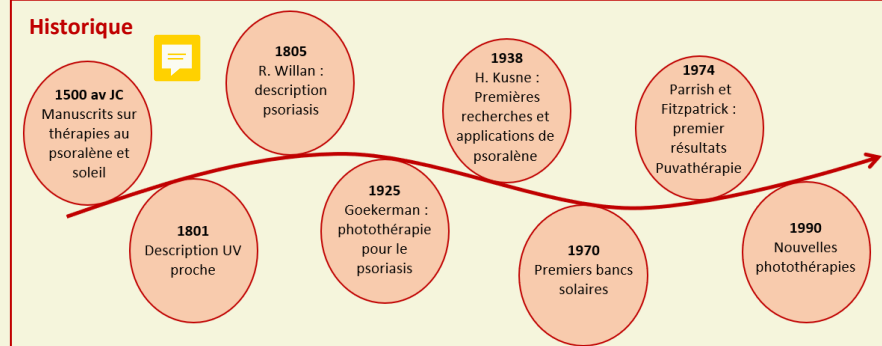 Historique
1500 av JC
Manuscrits sur
thérapies au
psoralène et
soleil
1801
Description UV
proche
1805
R. Willan :
description
psoriasis
1925
Goekerman :
photothérapie
pour le
psoriasis
1938
H. Kusne :
Premières
recherches et
applications de
psoralène
1970
Premiers bancs
solaires
1974
Parrish et
Fitzpatrick :
premier
résultats
Puvathérapie
1990
Nouvelles
photothérapies